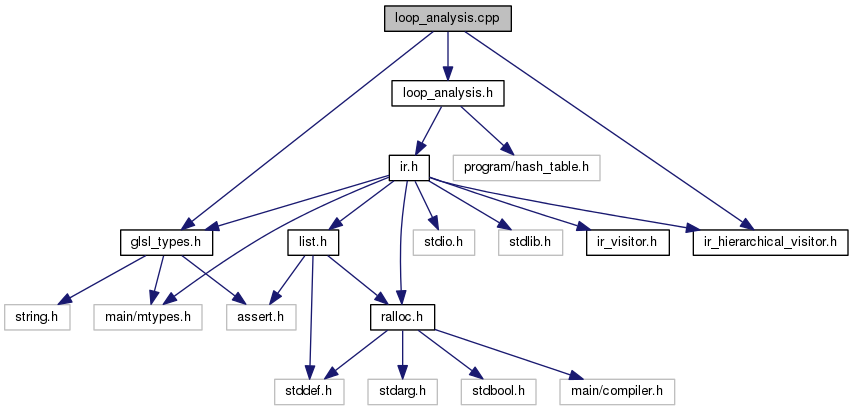 loop_analysis.cpp
loop_analysis.h
ir.h
program/hash_table.h
glsl_types.h
list.h
stdio.h
stdlib.h
ir_visitor.h
ir_hierarchical_visitor.h
string.h
main/mtypes.h
assert.h
ralloc.h
stddef.h
stdarg.h
stdbool.h
main/compiler.h